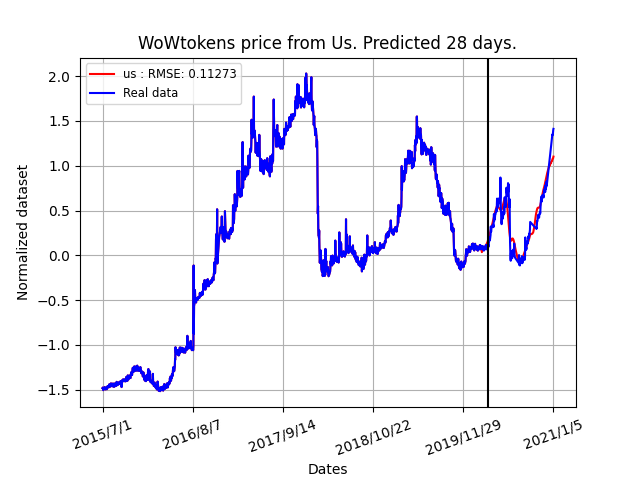 WoWtokens price from Us. Predicted 28 days.
us : RMSE: 0.11273
Real data
Normalized dataset
2.0
1.5
1.0
0.5
0.0
−0.5
−1.0
−1.5
2015/7/1
2016/8/7
2017/9/14
2018/10/22
2019/11/29
2021/1/5
Dates